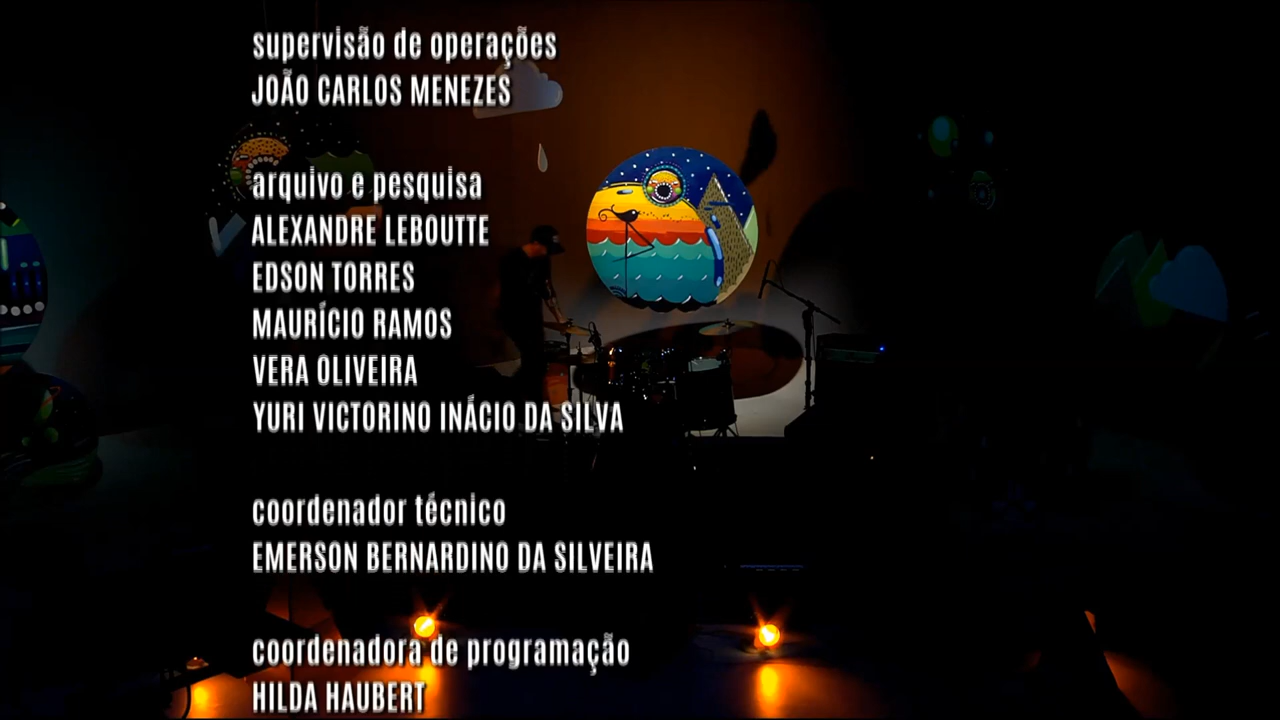 supervisão de operações
JOÃO CARLOS MENEZES
arquivo e pesquisa
ALEXANDRE LEBOUTTE
EDSON TORRES
MAURÍCIO RAMOS
VERA OLIVEIRA
YURI VICTORINO INÁCIO DA SILVA
coordenador técnico
EMERSON BERNARDINO DA SILVEIRA
coordenadora de programação
HILDA HAUBERT